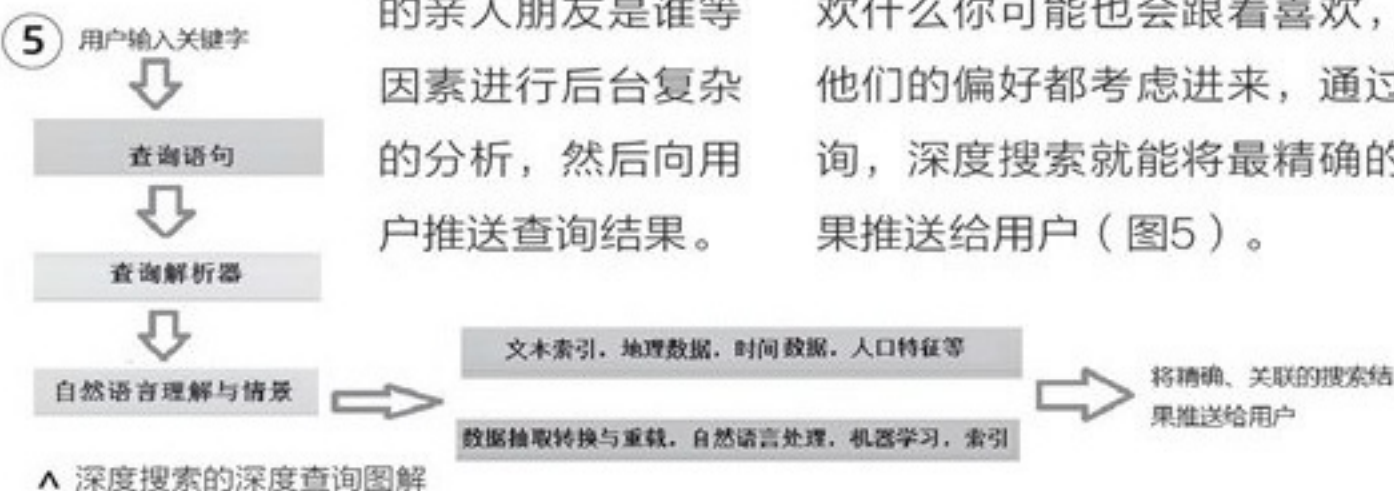 5 用户输入关键字
查询语句
查询解析器
自然语言理解与情景
文本索引，地理数据，时间数据，人口特征等
数据抽取转换与重载，自然语言处理，机器学习，索引
将精确、关联的搜索结
果推送给用户
∧ 深度搜索的深度查询图解
的亲人朋友是谁等
因素进行后台复杂
的分析，然后向用
户推送查询结果。
欢什么你可能也会跟着喜欢，
他们的偏好都考虑进来，通过
询，深度搜索就能将最精确的
果推送给用户（图5）。